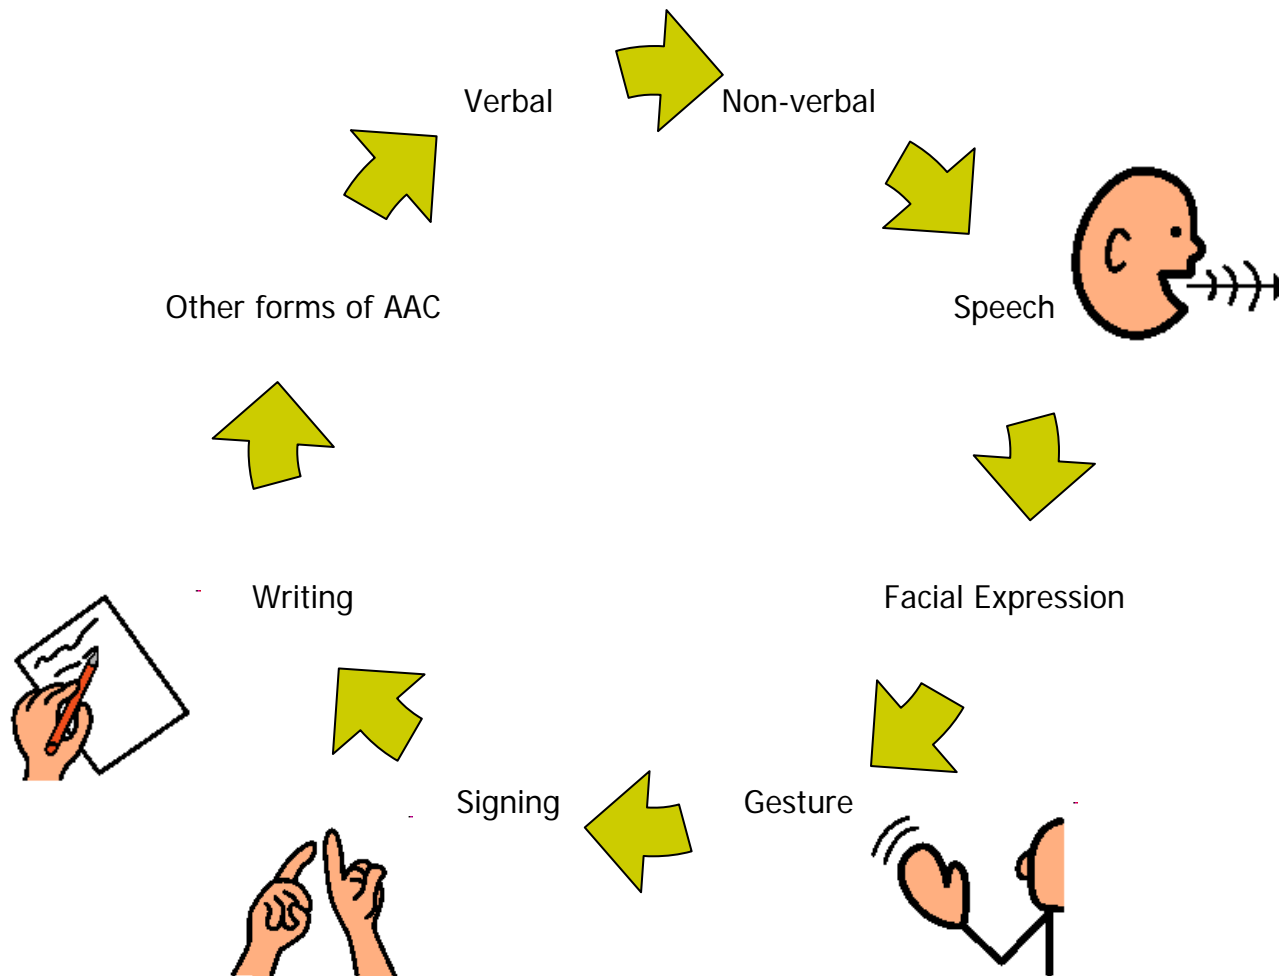 Verbal
Non-verbal
Speech
Facial Expression
Gesture
Signing
Writing
Other forms of AAC